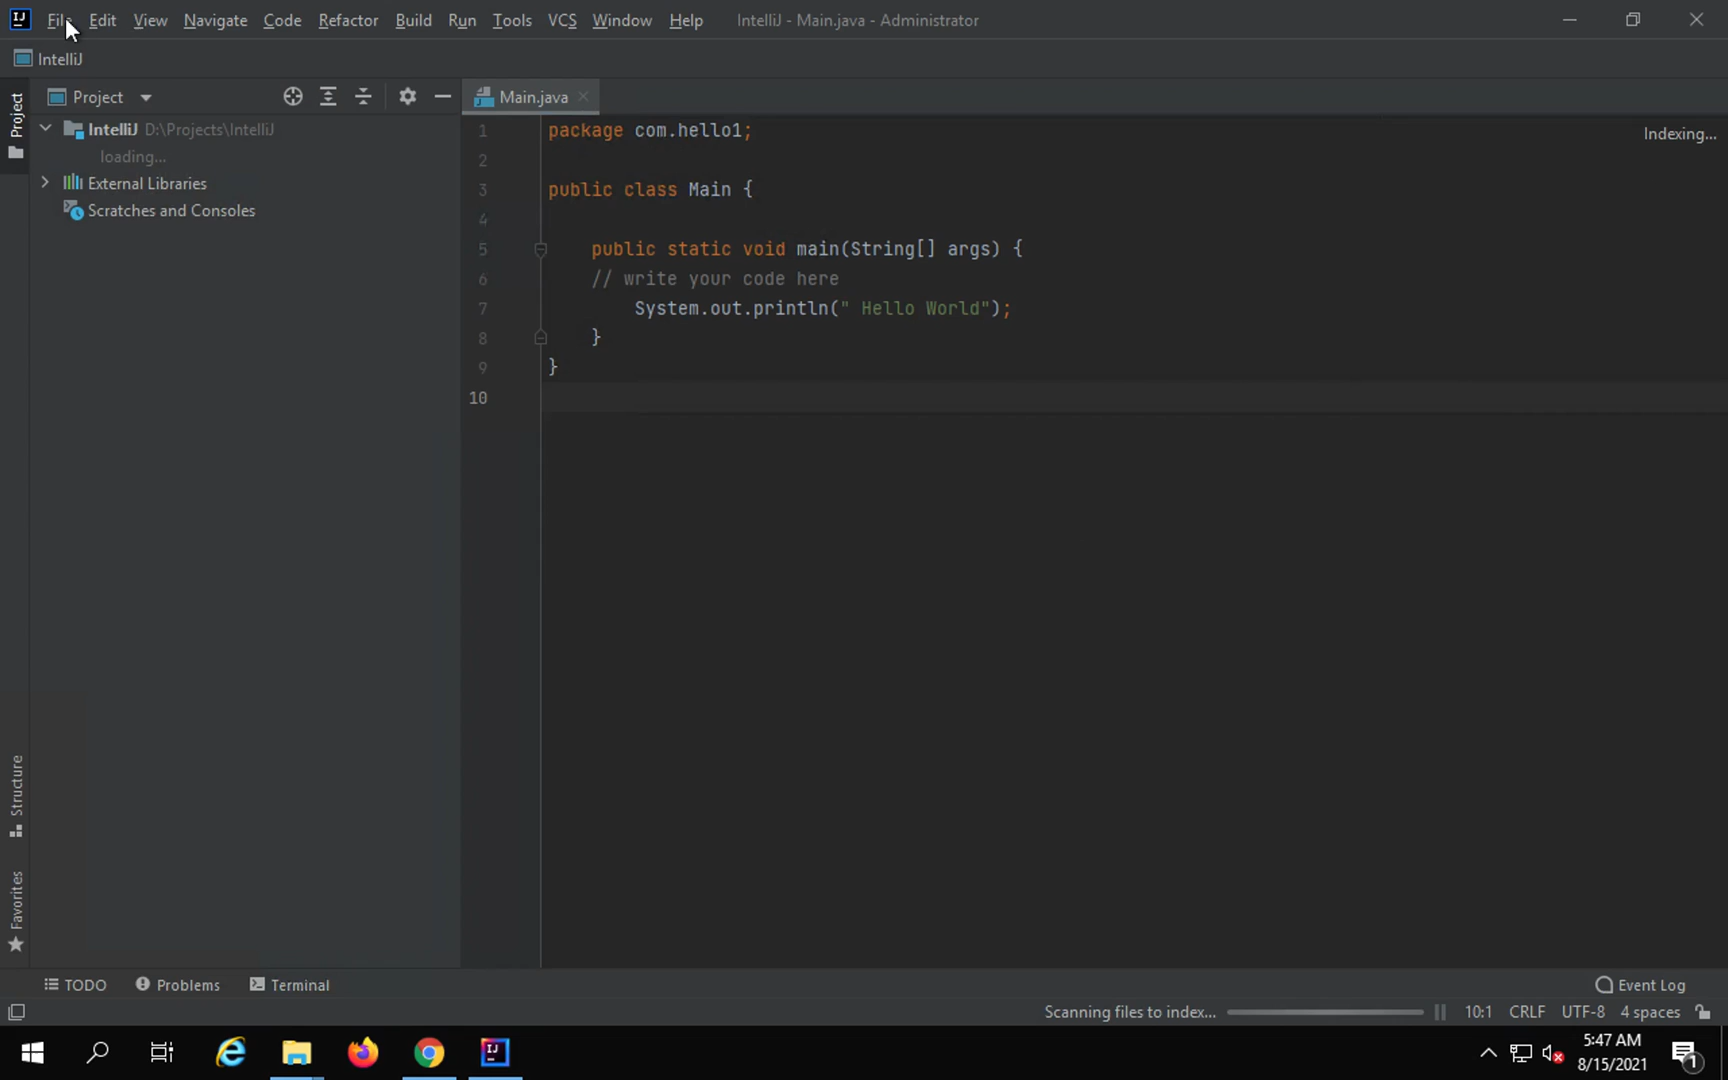 IJ File Edit View Navigate Code Refactor Build Run Tools VCS Window Help IntelliJ - Main.java - Administrator
IntelliJ
Project
Project
Main.java
IntelliJ D:\Projects\IntelliJ
loading...
External Libraries
Scratches and Consoles
Indexing...
1 package com.hello1;
2
3 public class Main {
4
5 public static void main(String[] args) {
6 // write your code here
7 System.out.println(" Hello World");
8 }
9 }
10
Structure
Favorites
TODO Problems Terminal Event Log
Scanning files to index... 10:1 CRLF UTF-8 4 spaces
IJ
5:47 AM
8/15/2021
1